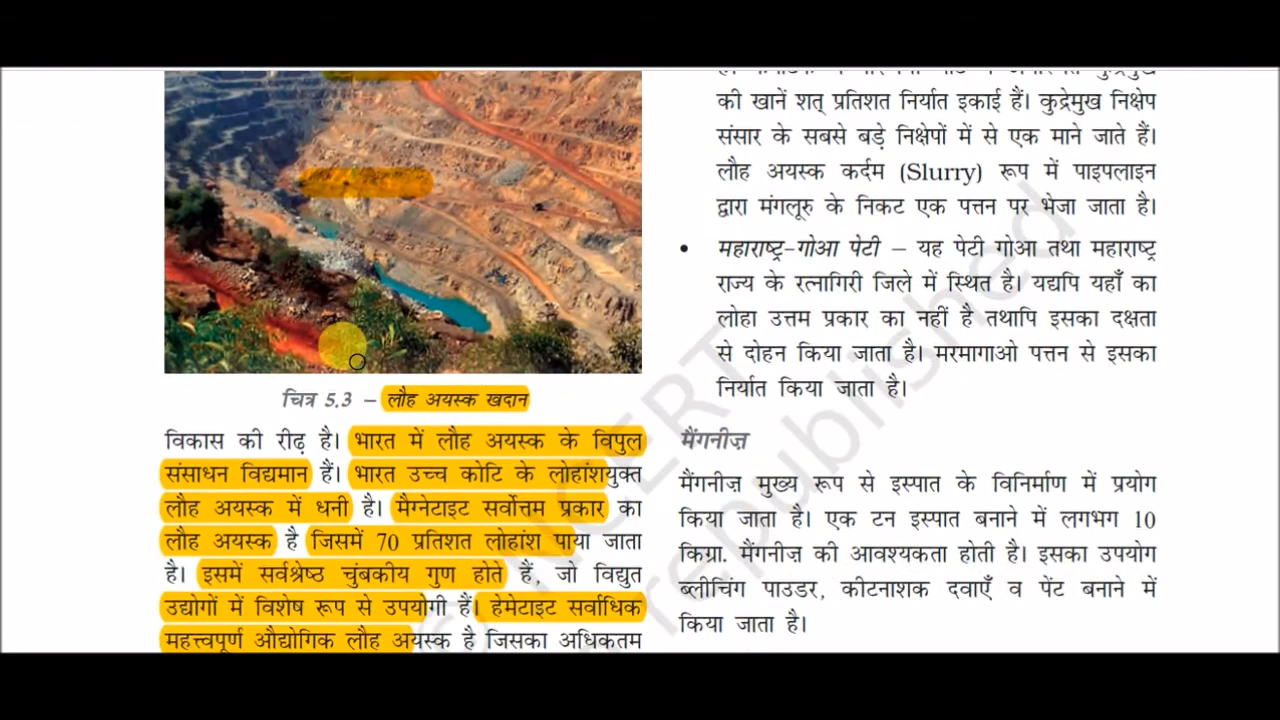 चित्र 5.3 – लौह अयस्क खदान
विकास की रीढ़ है। भारत में लौह अयस्क के विपुल
संसाधन विद्यमान हैं। भारत उच्च कोटि के लोहांशयुक्त
लौह अयस्क में धनी है। मैग्नेटाइट सर्वोत्तम प्रकार का
लौह अयस्क है जिसमें 70 प्रतिशत लोहांश पाया जाता
है। इसमें सर्वश्रेष्ठ चुंबकीय गुण होते हैं, जो विद्युत
उद्योगों में विशेष रूप से उपयोगी हैं। हेमेटाइट सर्वाधिक
महत्त्वपूर्ण औद्योगिक लौह अयस्क है जिसका अधिकतम
की खानें शत् प्रतिशत निर्यात इकाई हैं। कुद्रेमुख निक्षेप
संसार के सबसे बड़े निक्षेपों में से एक माने जाते हैं।
लौह अयस्क कर्दम (Slurry) रूप में पाइपलाइन
द्वारा मंगलूरु के निकट एक पत्तन पर भेजा जाता है।
• महाराष्ट्र-गोआ पेटी – यह पेटी गोआ तथा महाराष्ट्र
राज्य के रत्नागिरी जिले में स्थित है। यद्यपि यहाँ का
लोहा उत्तम प्रकार का नहीं है तथापि इसका दक्षता
से दोहन किया जाता है। मरमागाओ पत्तन से इसका
निर्यात किया जाता है।
मैंगनीज़
मैंगनीज़ मुख्य रूप से इस्पात के विनिर्माण में प्रयोग
किया जाता है। एक टन इस्पात बनाने में लगभग 10
किग्रा. मैंगनीज़ की आवश्यकता होती है। इसका उपयोग
ब्लीचिंग पाउडर, कीटनाशक दवाएँ व पेंट बनाने में
किया जाता है।
© NCERT
republished